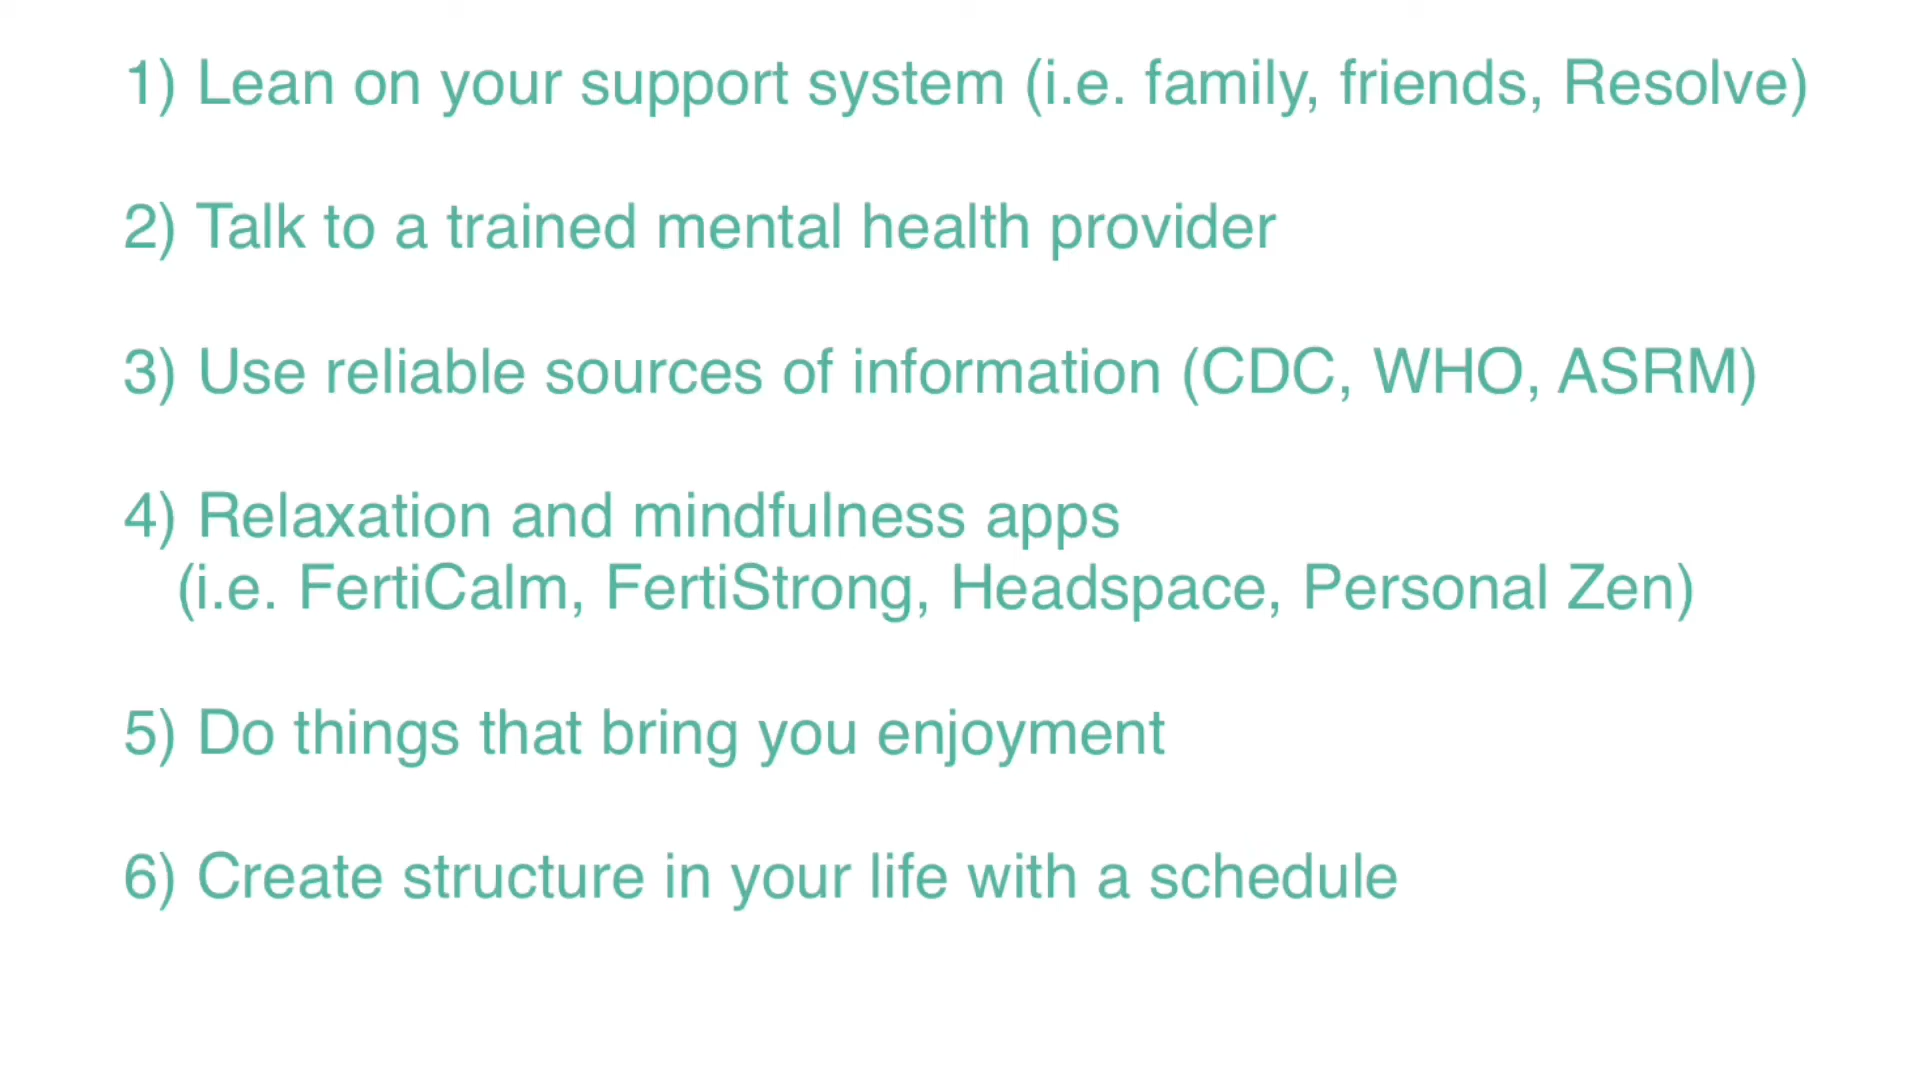 1) Lean on your support system (i.e. family, friends, Resolve)
2) Talk to a trained mental health provider
3) Use reliable sources of information (CDC, WHO, ASRM)
4) Relaxation and mindfulness apps
(i.e. FertiCalm, FertiStrong, Headspace, Personal Zen)
5) Do things that bring you enjoyment
6) Create structure in your life with a schedule